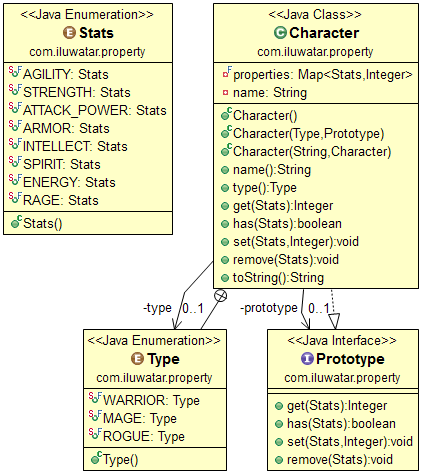 <<Java Enumeration>>
E Stats
com.iluwatar.property
S F AGILITY: Stats
S F STRENGTH: Stats
S F ATTACK_POWER: Stats
S F ARMOR: Stats
S F INTELLECT: Stats
S F SPIRIT: Stats
S F ENERGY: Stats
S F RAGE: Stats
C Stats()
<<Java Class>>
C Character
com.iluwatar.property
F properties: Map<Stats,Integer>
name: String
C Character()
C Character(Type,Prototype)
C Character(String,Character)
name():String
type():Type
get(Stats):Integer
has(Stats):boolean
set(Stats,Integer):void
remove(Stats):void
toString():String
-type 0..1
-prototype 0..1
<<Java Enumeration>>
E Type
com.iluwatar.property
S F WARRIOR: Type
S F MAGE: Type
S F ROGUE: Type
C Type()
<<Java Interface>>
I Prototype
com.iluwatar.property
get(Stats):Integer
has(Stats):boolean
set(Stats,Integer):void
remove(Stats):void